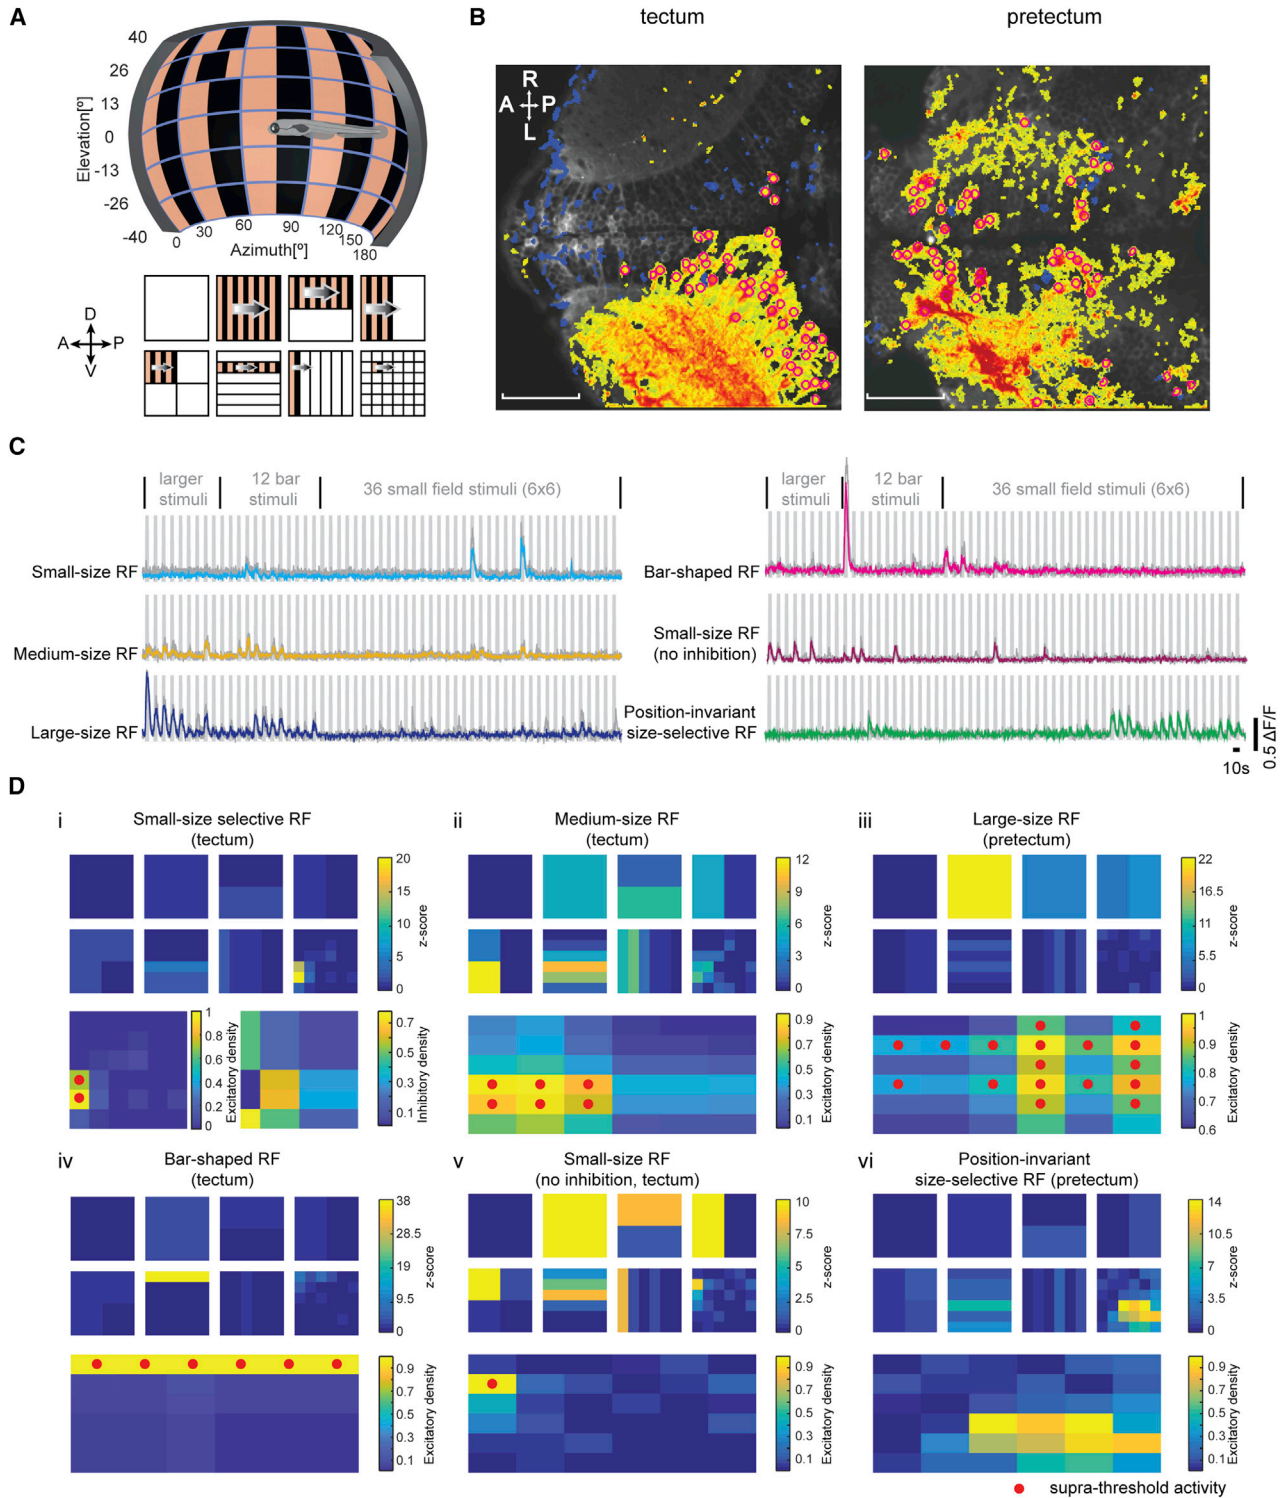 A
40
26
13
0
-13
-26
-40
Elevation[º]
0
30
60
90
120
150
180
Azimuth[º]
D
A
P
V
B
tectum
pretectum
R
A
P
L
C
larger
stimuli
12 bar
stimuli
36 small field stimuli (6x6)
larger
stimuli
12 bar
stimuli
36 small field stimuli (6x6)
Small-size RF
Medium-size RF
Large-size RF
Bar-shaped RF
Small-size RF
(no inhibition)
Position-invariant
size-selective RF
0.5 ΔF/F
10s
D
i
Small-size selective RF
(tectum)
20
15
10
5
0
z-score
1
0.8
0.6
0.4
0.2
0
Excitatory density
0.7
0.5
0.3
0.1
Inhibitory density
ii
Medium-size RF
(tectum)
12
9
6
3
0
z-score
0.9
0.7
0.5
0.3
0.1
Excitatory density
iii
Large-size RF
(pretectum)
22
16.5
11
5.5
0
z-score
1
0.9
0.8
0.7
0.6
Excitatory density
iv
Bar-shaped RF
(tectum)
38
28.5
19
9.5
0
z-score
0.9
0.7
0.5
0.3
0.1
Excitatory density
v
Small-size RF
(no inhibition, tectum)
10
7.5
5
2.5
0
z-score
0.9
0.7
0.5
0.3
0.1
Excitatory density
vi
Position-invariant
size-selective RF (pretectum)
14
10.5
7
3.5
0
z-score
0.9
0.7
0.5
0.3
0.1
Excitatory density
supra-threshold activity